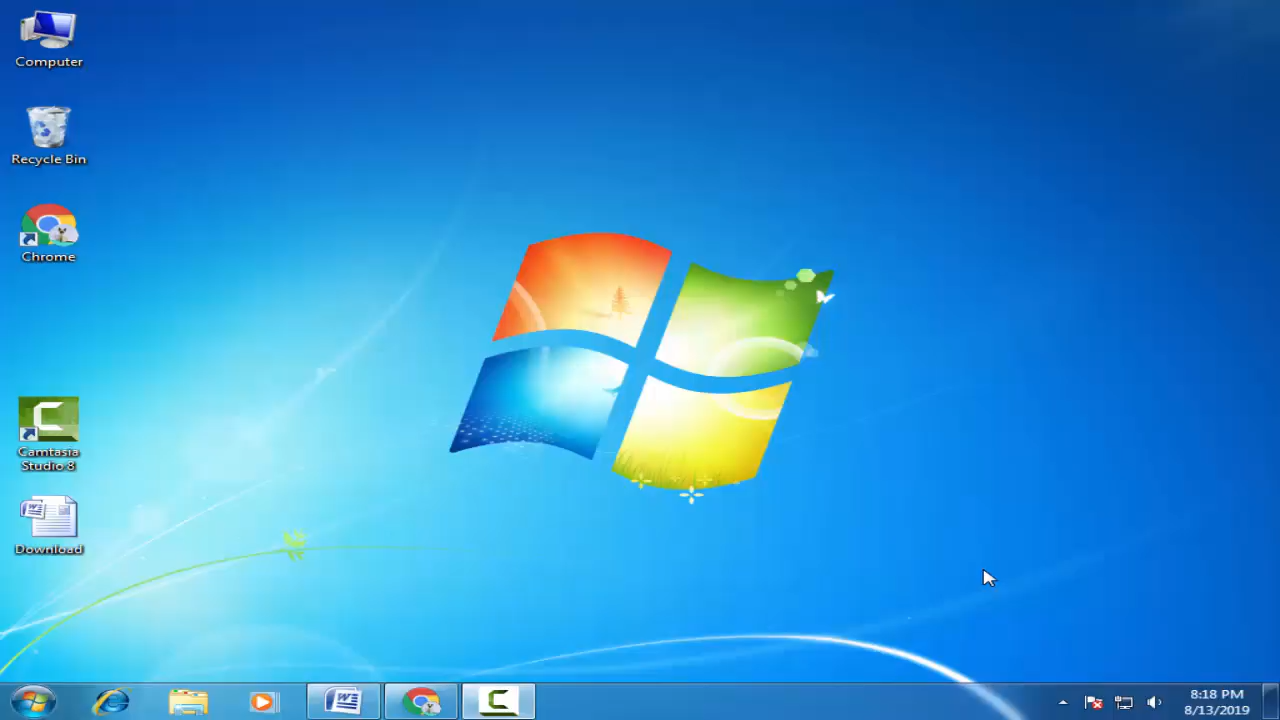 Computer
Recycle Bin
Chrome
Camtasia
Studio 8
Download
8:18 PM
8/13/2019